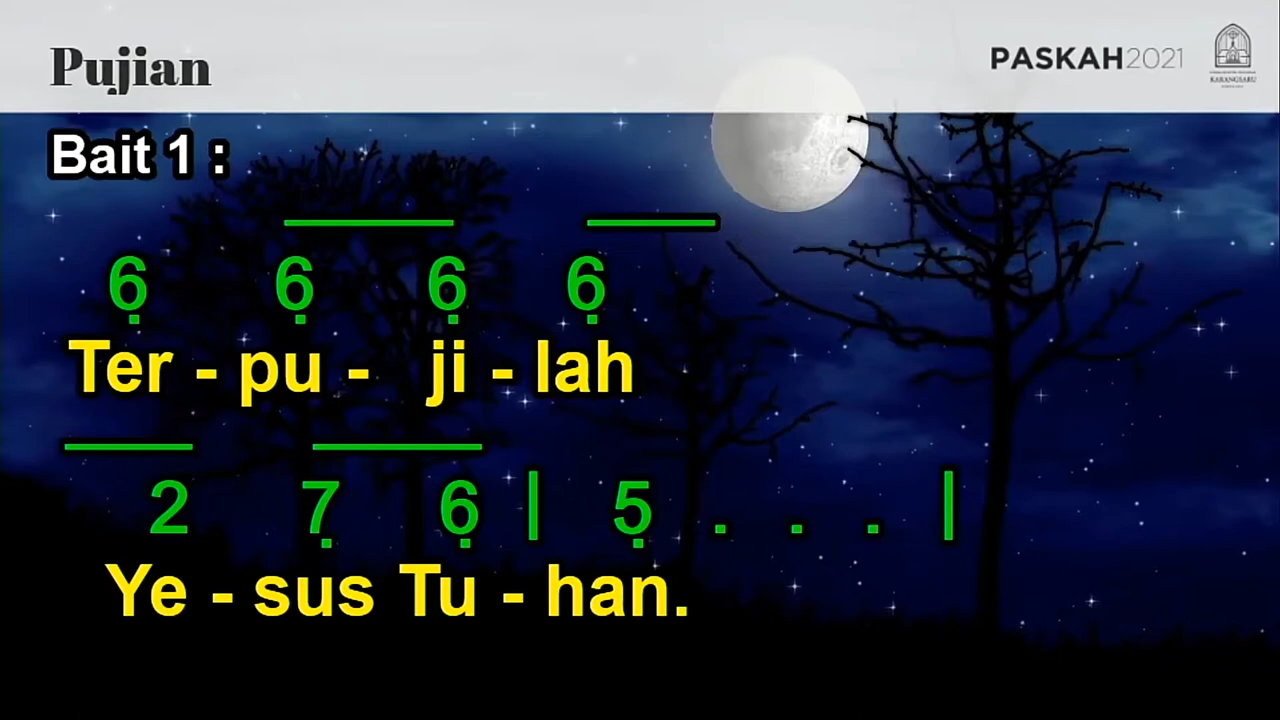 Pujian
PASKAH2021
KARANGSARU
Bait 1 :
6̣ 6̣ 6̣ 6̣
Ter - pu - ji - lah
2 7̣ 6̣ | 5̣ . . . |
Ye - sus Tu - han.